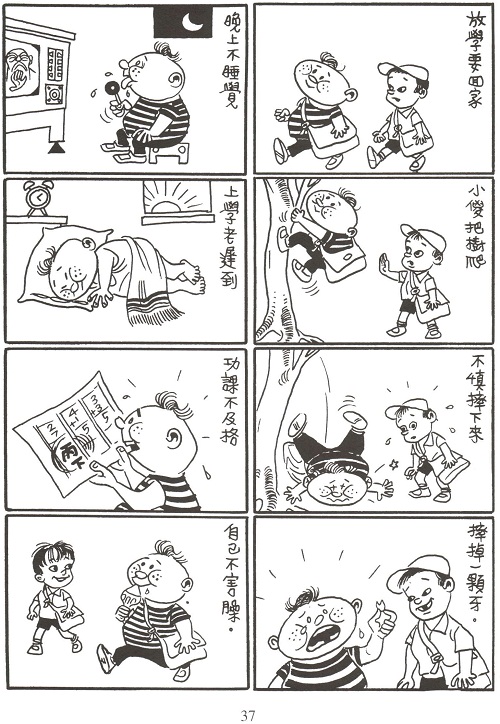 放學要回家
小傻把樹爬
不慎摔下來
摔掉一顆牙。
晚上不睡覺
上學老遲到
功課不及格
丙下
自己不害臊。
37